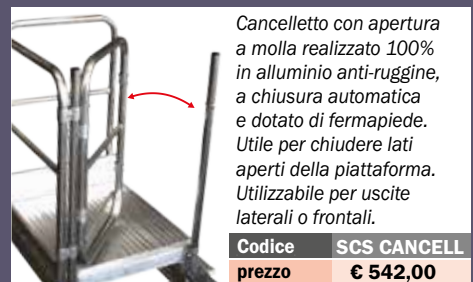 Cancelletto con apertura
a molla realizzato 100%
in alluminio anti-ruggine,
a chiusura automatica
e dotato di fermapiede.
Utile per chiudere lati
aperti della piattaforma.
Utilizzabile per uscite
laterali o frontali.
Codice SCS CANCELL
prezzo € 542,00